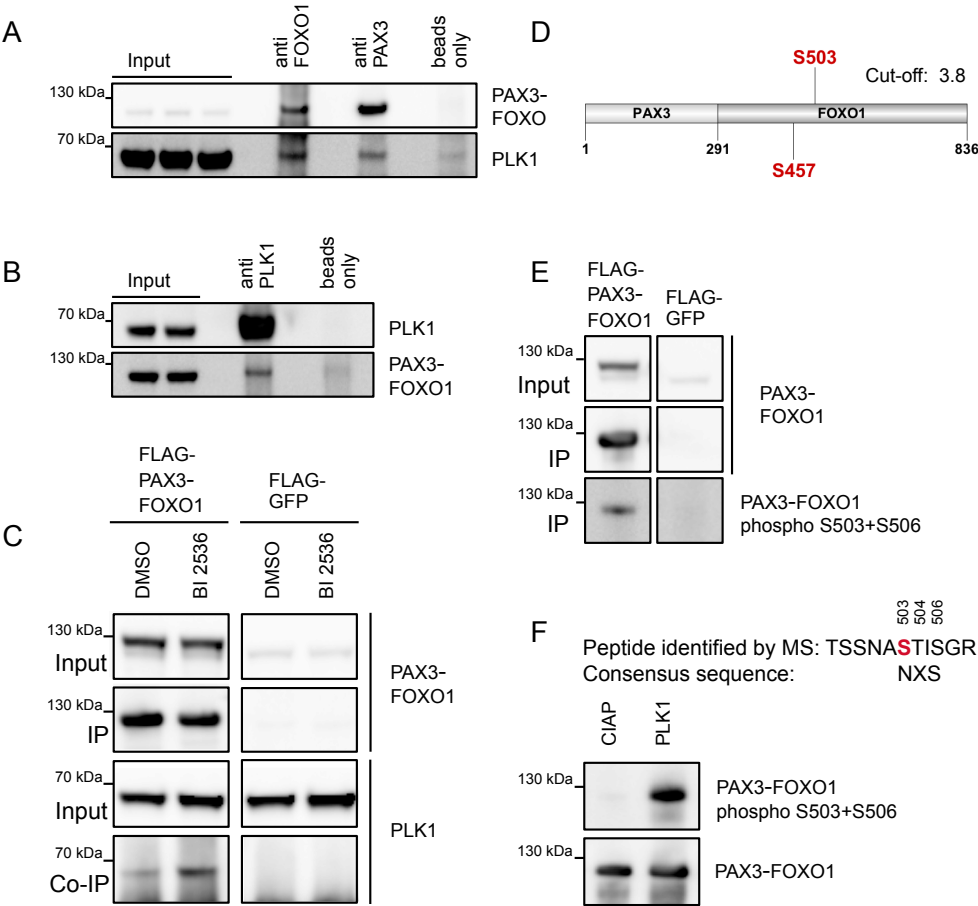 A
Input
anti
FOXO1
anti
PAX3
beads
only
130 kDa
PAX3-
FOXO
70 kDa
PLK1
B
Input
anti
PLK1
beads
only
70 kDa
PLK1
130 kDa
PAX3-
FOXO1
C
FLAG-
PAX3-
FOXO1
FLAG-
GFP
DMSO
BI 2536
DMSO
BI 2536
130 kDa
Input
130 kDa
IP
PAX3-
FOXO1
70 kDa
Input
70 kDa
Co-IP
PLK1
D
S503
Cut-off: 3.8
PAX3
FOXO1
1
291
836
S457
E
FLAG-
PAX3-
FOXO1
FLAG-
GFP
130 kDa
Input
130 kDa
IP
PAX3-
FOXO1
130 kDa
IP
PAX3-FOXO1
phospho S503+S506
F
503
504
506
Peptide identified by MS: TSSNASTISGR
Consensus sequence: NXS
CIAP
PLK1
130 kDa
PAX3-FOXO1
phospho S503+S506
130 kDa
PAX3-FOXO1